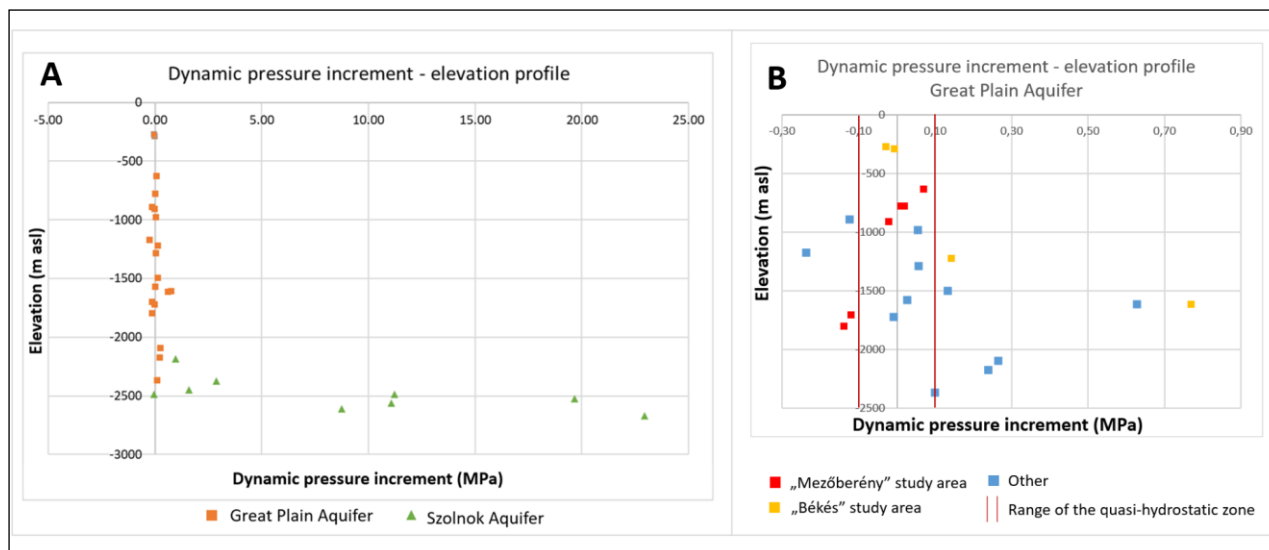 A
Dynamic pressure increment - elevation profile
-5.00 0.00 5.00 10.00 15.00 20.00 25.00
0
-500
-1000
-1500
-2000
-2500
-3000
Elevation (m asl)
Dynamic pressure increment (MPa)
Great Plain Aquifer Szolnok Aquifer
B
Dynamic pressure increment - elevation profile
Great Plain Aquifer
-0,30 -0,10 0,10 0,30 0,50 0,70 0,90
0
-500
-1000
-1500
-2000
-2500
Elevation (m asl)
Dynamic pressure increment (MPa)
„Mezőberény” study area Other
„Békés” study area Range of the quasi-hydrostatic zone